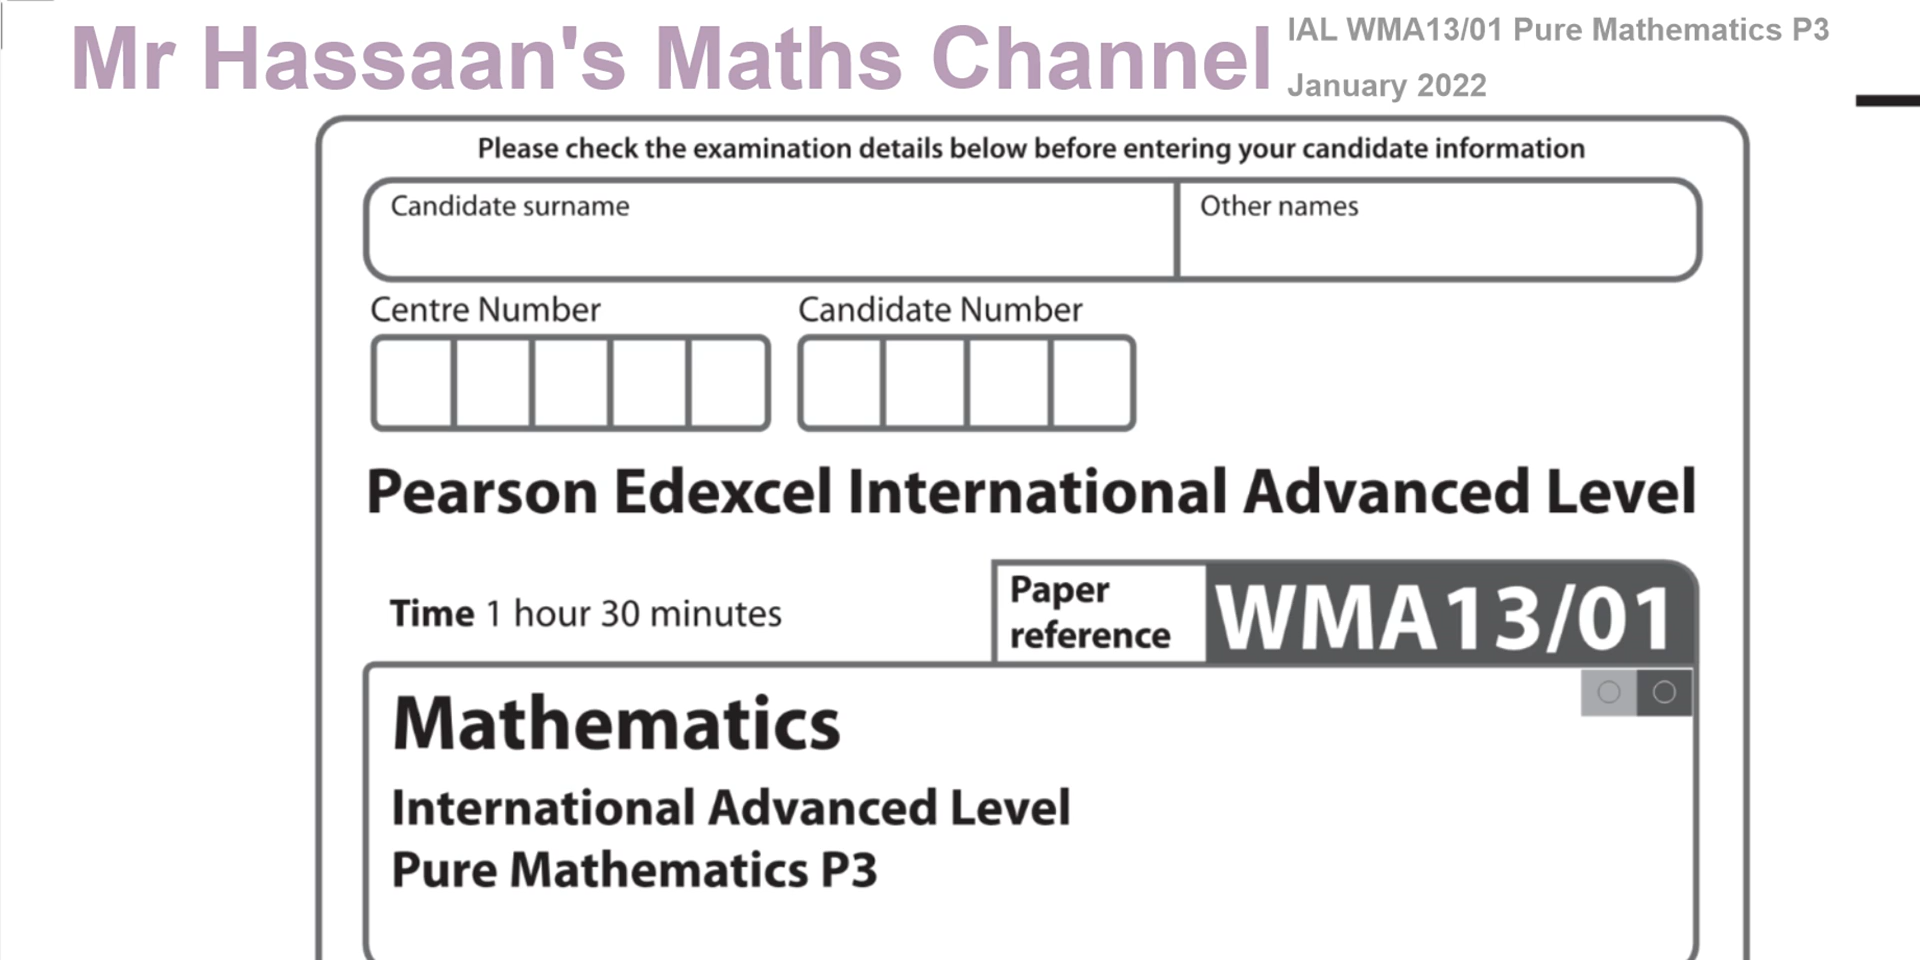 Mr Hassaan's Maths Channel
IAL WMA13/01 Pure Mathematics P3
January 2022
Please check the examination details below before entering your candidate information
Candidate surname
Other names
Centre Number
Candidate Number
Pearson Edexcel International Advanced Level
Time 1 hour 30 minutes
Paper
reference
WMA13/01
Mathematics
International Advanced Level
Pure Mathematics P3